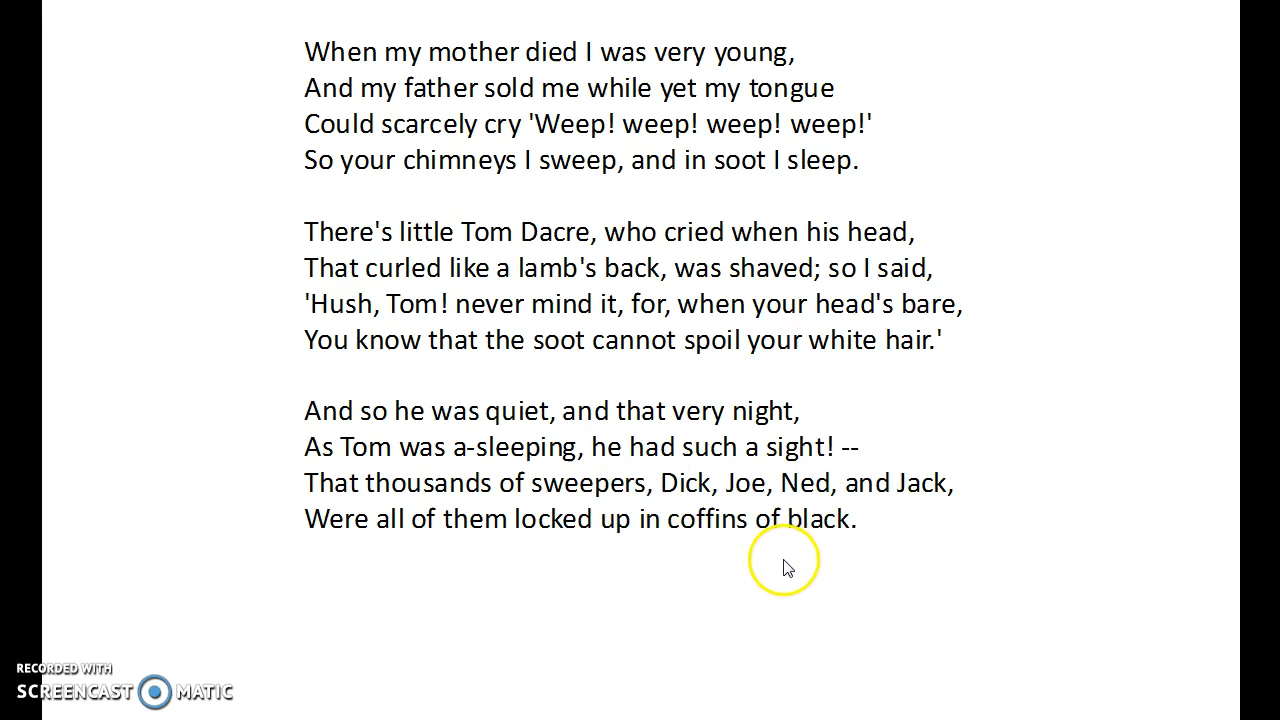 When my mother died I was very young,
And my father sold me while yet my tongue
Could scarcely cry 'Weep! weep! weep! weep!'
So your chimneys I sweep, and in soot I sleep.
There's little Tom Dacre, who cried when his head,
That curled like a lamb's back, was shaved; so I said,
'Hush, Tom! never mind it, for, when your head's bare,
You know that the soot cannot spoil your white hair.'
And so he was quiet, and that very night,
As Tom was a-sleeping, he had such a sight! --
That thousands of sweepers, Dick, Joe, Ned, and Jack,
Were all of them locked up in coffins of black.
RECORDED WITH
SCREENCAST MATIC